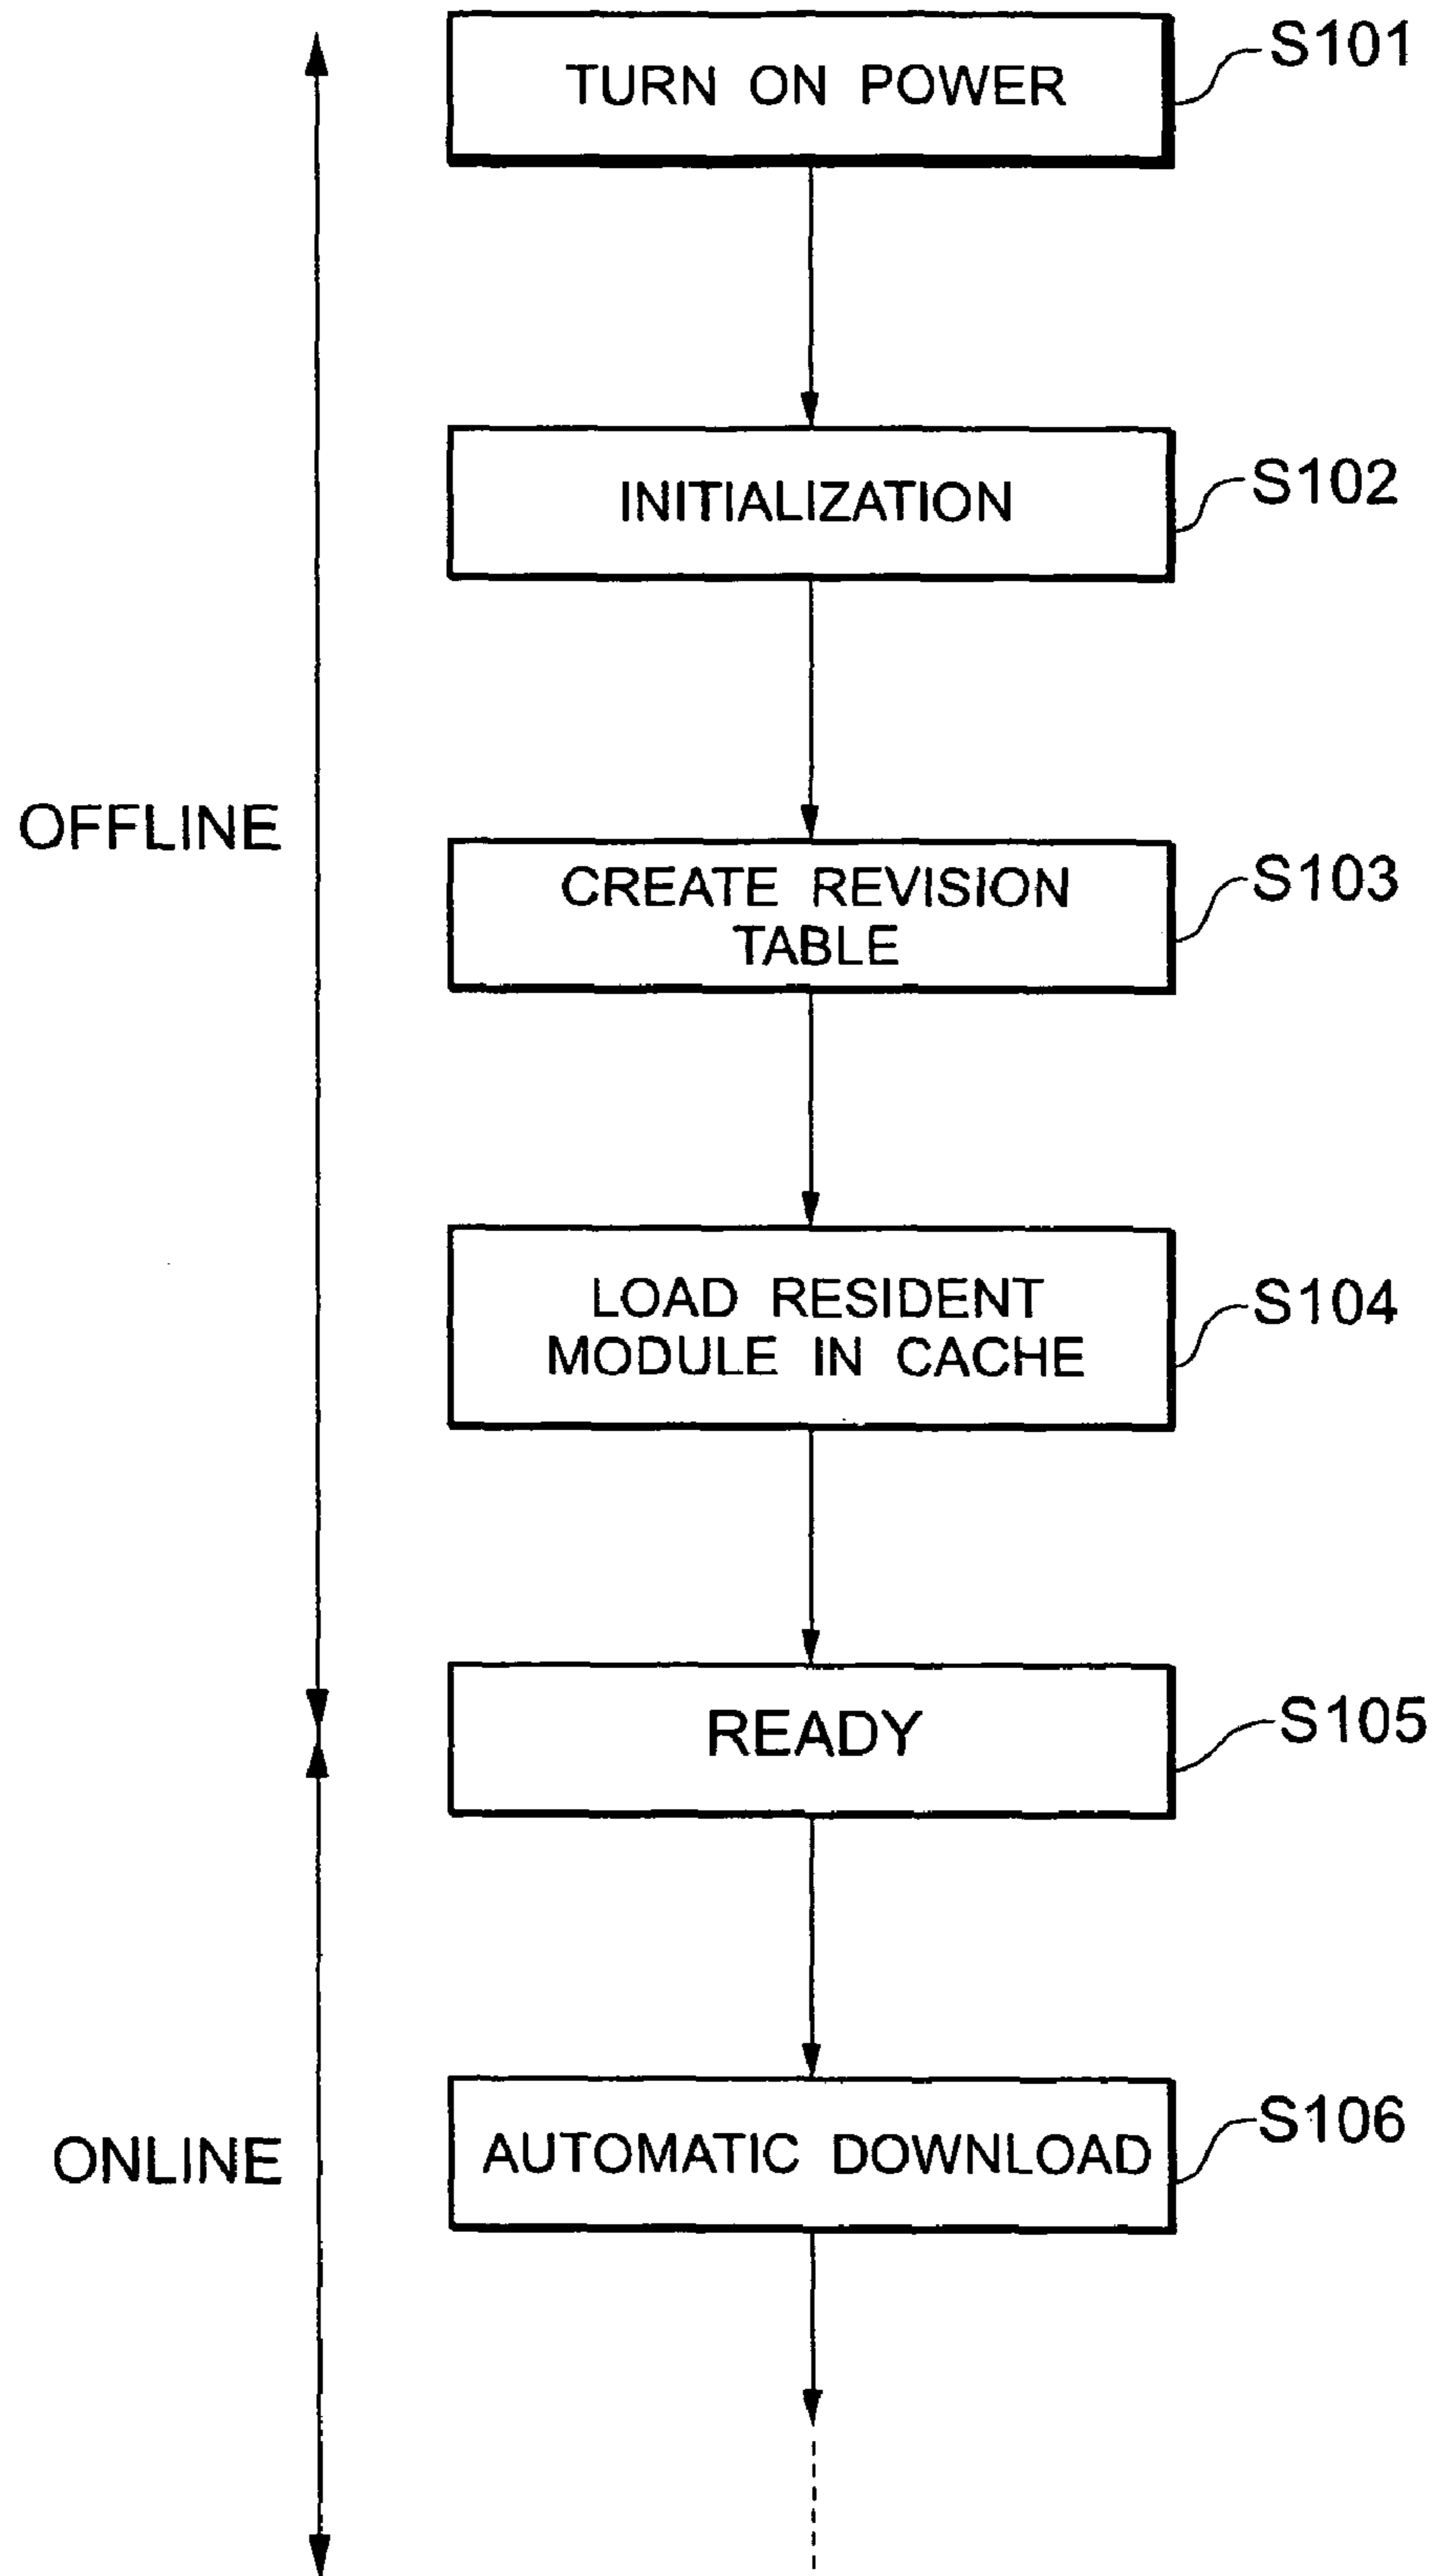 TURN ON POWER
S101
INITIALIZATION
S102
OFFLINE
CREATE REVISION
TABLE
S103
LOAD RESIDENT
MODULE IN CACHE
S104
READY
S105
ONLINE
AUTOMATIC DOWNLOAD
S106